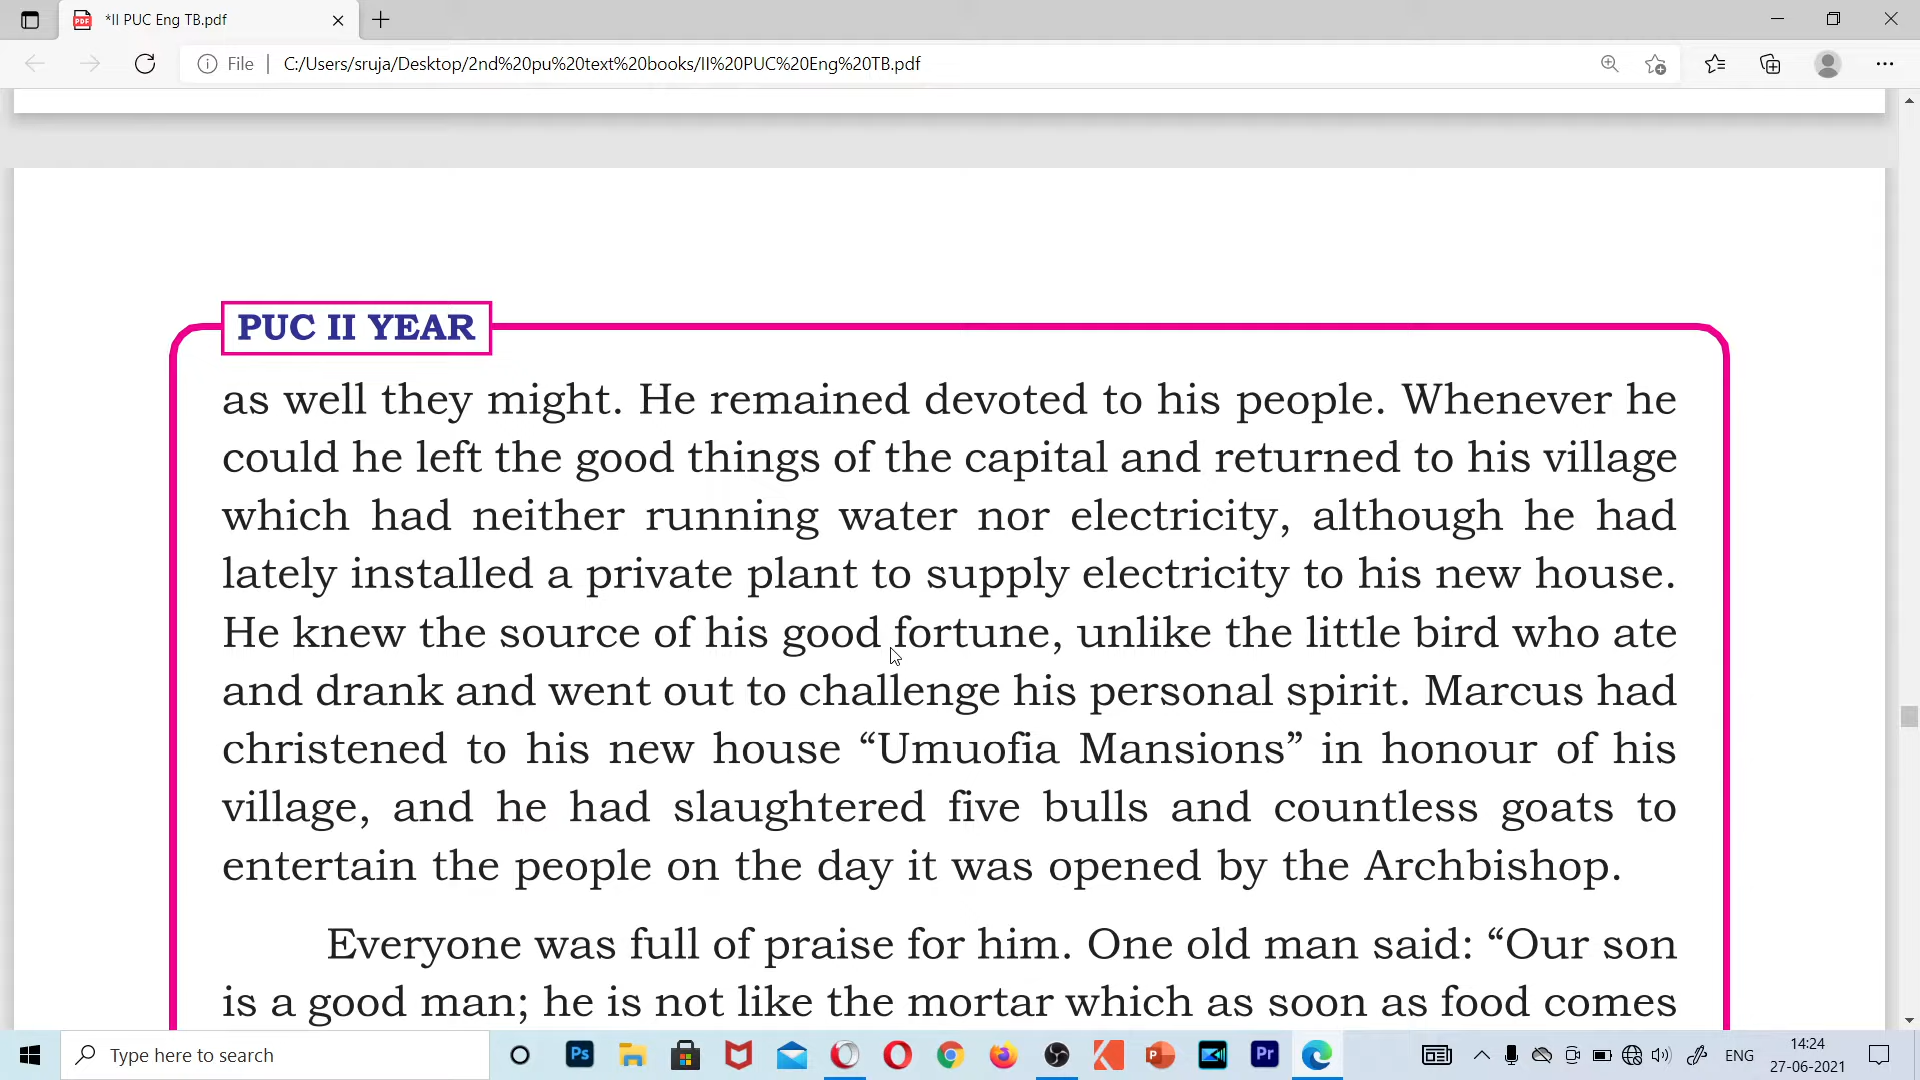 *II PUC Eng TB.pdf
File
C:/Users/sruja/Desktop/2nd%20pu%20text%20books/II%20PUC%20Eng%20TB.pdf
PUC II YEAR
as well they might. He remained devoted to his people. Whenever he
could he left the good things of the capital and returned to his village
which had neither running water nor electricity, although he had
lately installed a private plant to supply electricity to his new house.
He knew the source of his good fortune, unlike the little bird who ate
and drank and went out to challenge his personal spirit. Marcus had
christened to his new house “Umuofia Mansions” in honour of his
village, and he had slaughtered five bulls and countless goats to
entertain the people on the day it was opened by the Archbishop.
Everyone was full of praise for him. One old man said: “Our son
is a good man; he is not like the mortar which as soon as food comes
Type here to search
Ps
Pr
ENG
14:24
27-06-2021